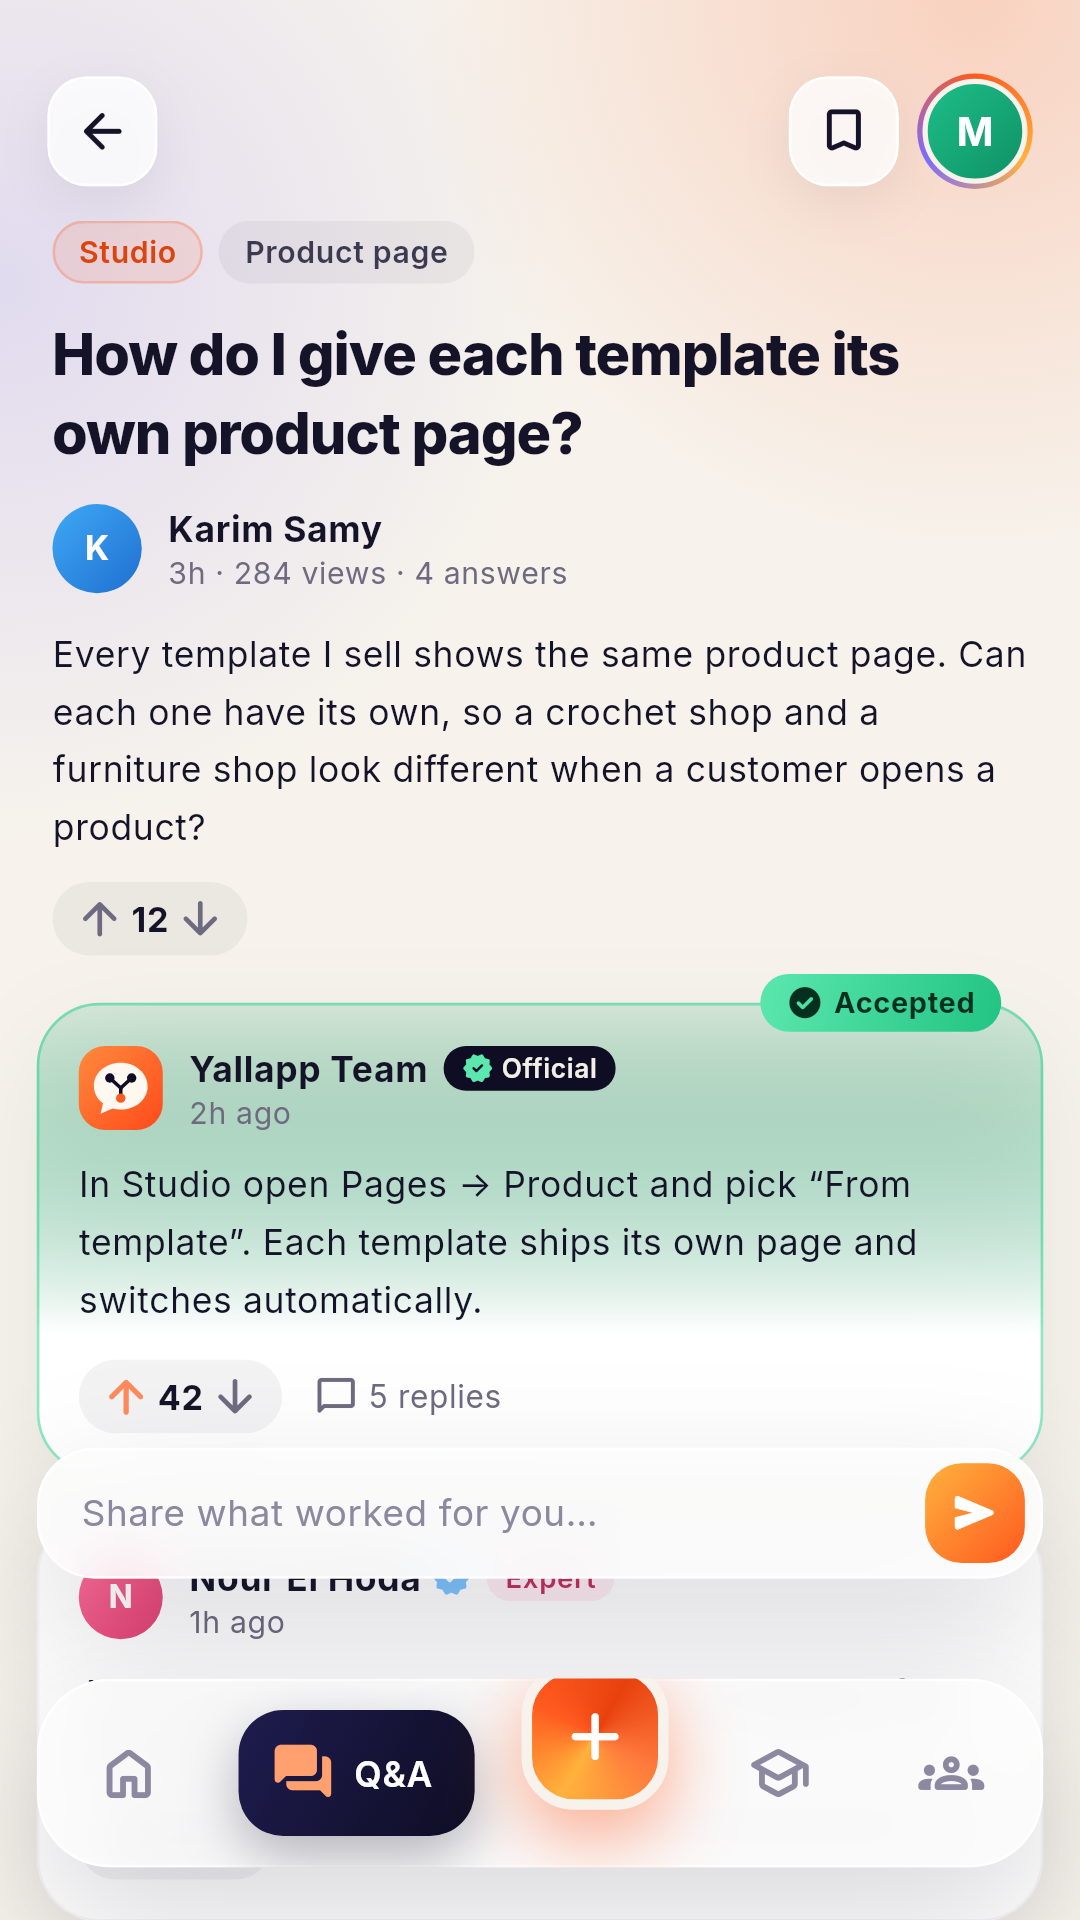 M
Studio
Product page
How do I give each template its
own product page?
K
Karim Samy
3h · 284 views · 4 answers
Every template I sell shows the same product page. Can
each one have its own, so a crochet shop and a
furniture shop look different when a customer opens a
product?
12
Accepted
Yallapp Team
Official
2h ago
In Studio open Pages → Product and pick “From
template”. Each template ships its own page and
switches automatically.
42
5 replies
Share what worked for you...
N
Nour El Houda
Expert
1h ago
Q&A